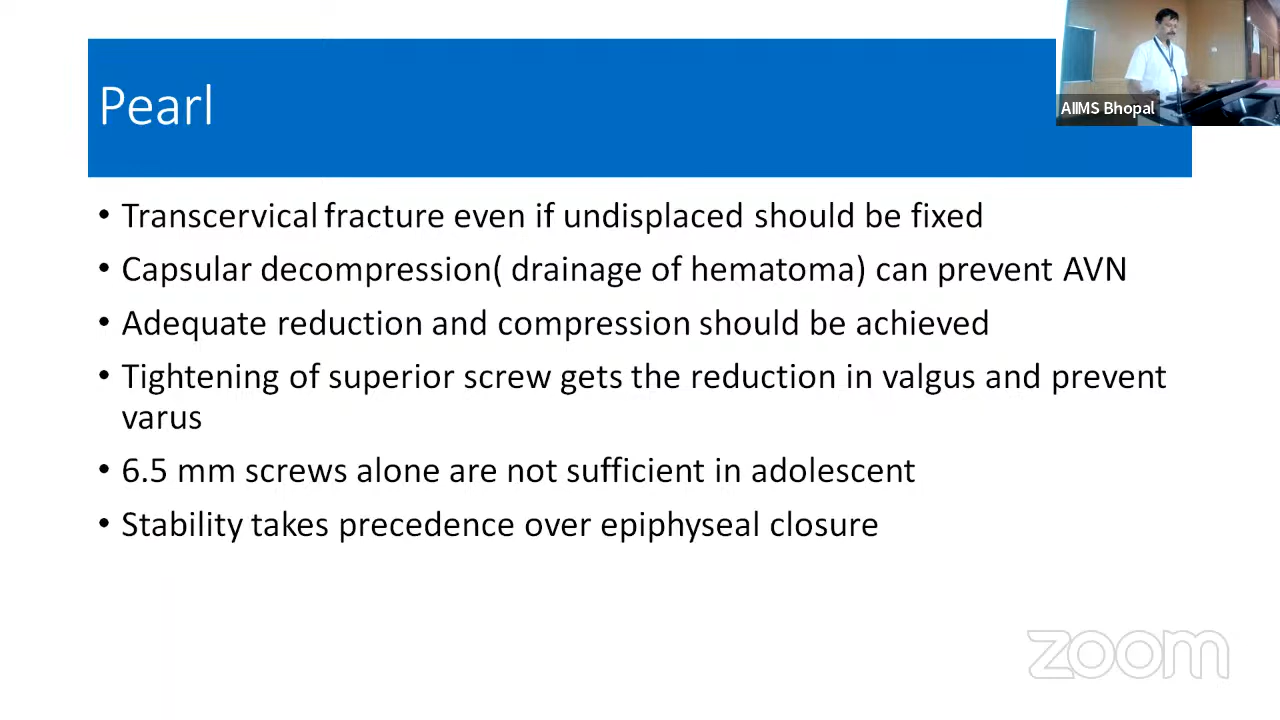 Pearl
AIIMS Bhopal
• Transcervical fracture even if undisplaced should be fixed
• Capsular decompression( drainage of hematoma) can prevent AVN
• Adequate reduction and compression should be achieved
• Tightening of superior screw gets the reduction in valgus and prevent
varus
• 6.5 mm screws alone are not sufficient in adolescent
• Stability takes precedence over epiphyseal closure
zoom